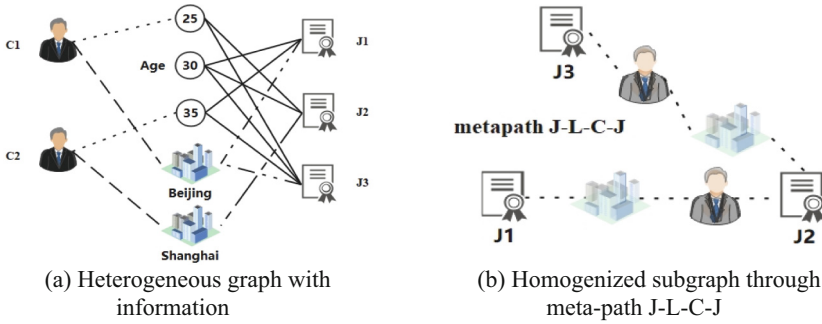 C1
25
J1
Age
30
J2
C2
35
J3
Beijing
Shanghai
(a) Heterogeneous graph with
information
J3
metapath J-L-C-J
J1
J2
(b) Homogenized subgraph through
meta-path J-L-C-J